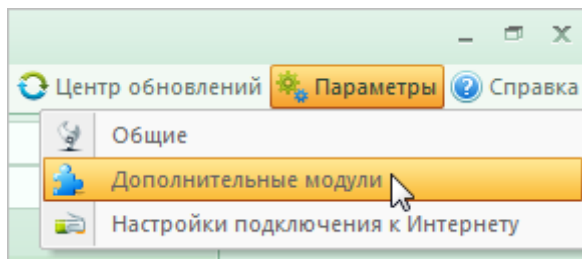 Центр обновлений Параметры Справка
Общие
Дополнительные модули
Настройки подключения к Интернету